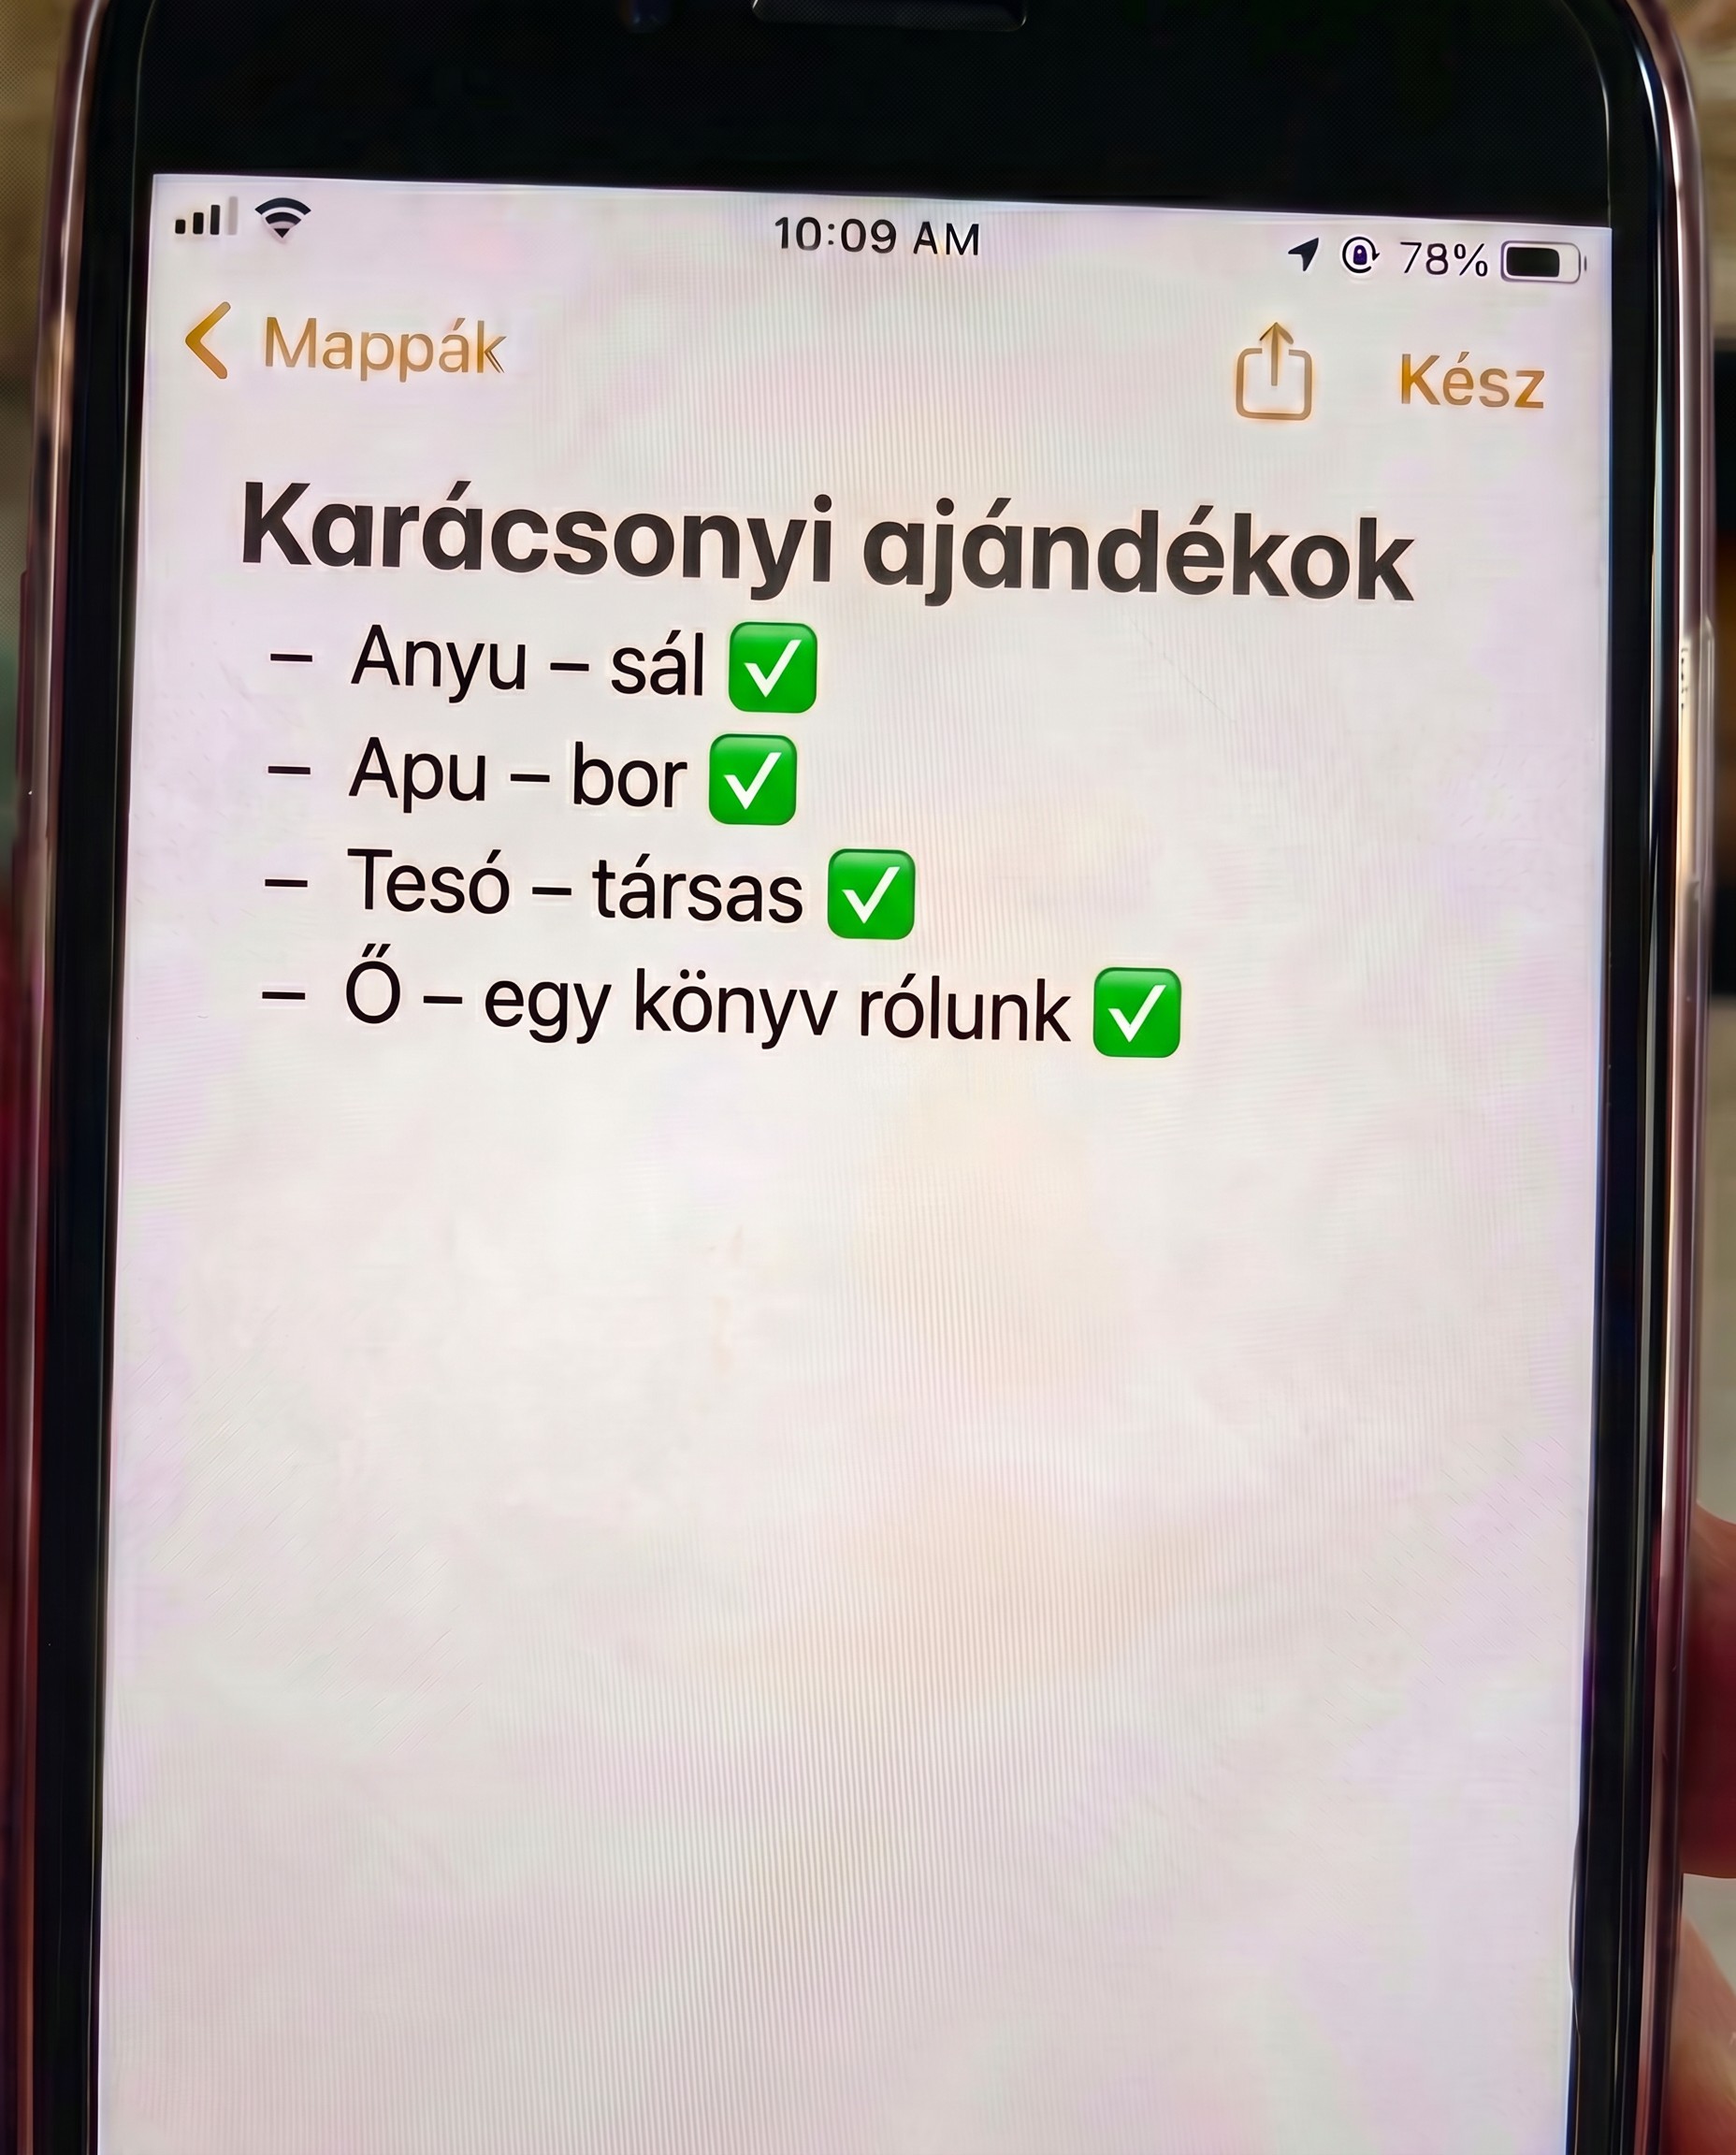 10:09 AM
78%
Mappák
Kész
Karácsonyi ajándékok
– Anyu – sál ✅
– Apu – bor ✅
– Tesó – társas ✅
– Ő – egy könyv rólunk ✅